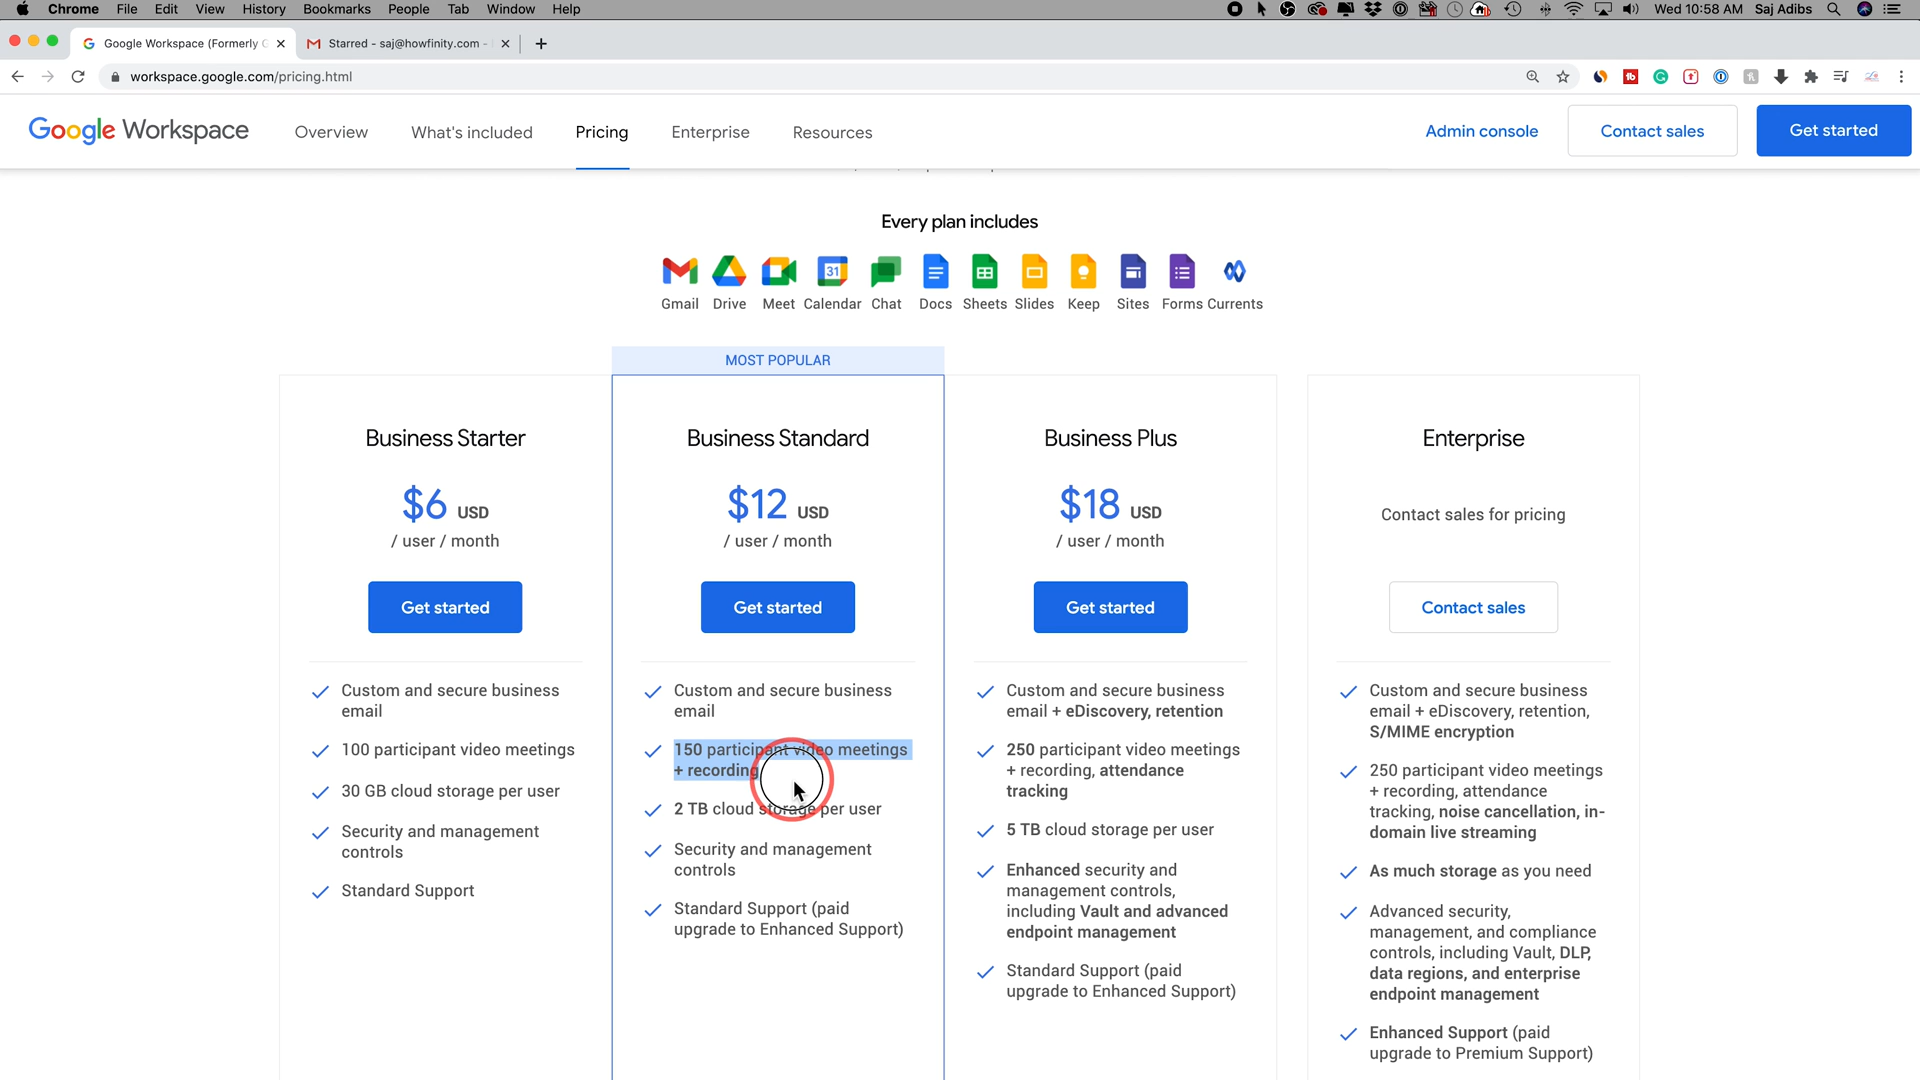 Chrome File Edit View History Bookmarks People Tab Window Help Wed 10:58 AM Saj Adibs
Google Workspace (Formerly G Starred - saj@howfinity.com -
workspace.google.com/pricing.html
Google Workspace Overview What's included Pricing Enterprise Resources Admin console Contact sales Get started
Every plan includes
31
Gmail Drive Meet Calendar Chat Docs Sheets Slides Keep Sites Forms Currents
MOST POPULAR
Business Starter
$6 USD
/ user / month
Get started
Custom and secure business
email
100 participant video meetings
30 GB cloud storage per user
Security and management
controls
Standard Support
Business Standard
$12 USD
/ user / month
Get started
Custom and secure business
email
150 participant video meetings
+ recording
2 TB cloud storage per user
Security and management
controls
Standard Support (paid
upgrade to Enhanced Support)
Business Plus
$18 USD
/ user / month
Get started
Custom and secure business
email + eDiscovery, retention
250 participant video meetings
+ recording, attendance
tracking
5 TB cloud storage per user
Enhanced security and
management controls,
including Vault and advanced
endpoint management
Standard Support (paid
upgrade to Enhanced Support)
Enterprise
Contact sales for pricing
Contact sales
Custom and secure business
email + eDiscovery, retention,
S/MIME encryption
250 participant video meetings
+ recording, attendance
tracking, noise cancellation, in-
domain live streaming
As much storage as you need
Advanced security,
management, and compliance
controls, including Vault, DLP,
data regions, and enterprise
endpoint management
Enhanced Support (paid
upgrade to Premium Support)